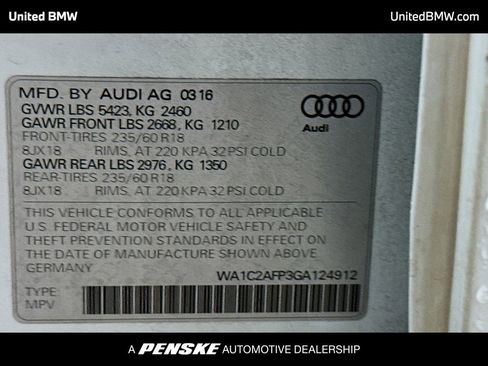 United BMW
UnitedBMW.com
MFD. BY AUDI AG 0316
GVWR LBS 5423, KG 2460
GAWR FRONT LBS 2668, KG 1210
FRONT-TIRES 235/60 R18
8JX18 RIMS, AT 220 KPA 32 PSI COLD
GAWR REAR LBS 2976, KG 1350
REAR-TIRES 235/60 R18
8JX18 RIMS, AT 220 KPA 32 PSI COLD
Audi
THIS VEHICLE CONFORMS TO ALL APPLICABLE
U.S. FEDERAL MOTOR VEHICLE SAFETY AND
THEFT PREVENTION STANDARDS IN EFFECT ON
THE DATE OF MANUFACTURE SHOWN ABOVE
GERMANY WA1C2AFP3GA124912
TYPE:
MPV
A PENSKE AUTOMOTIVE DEALERSHIP